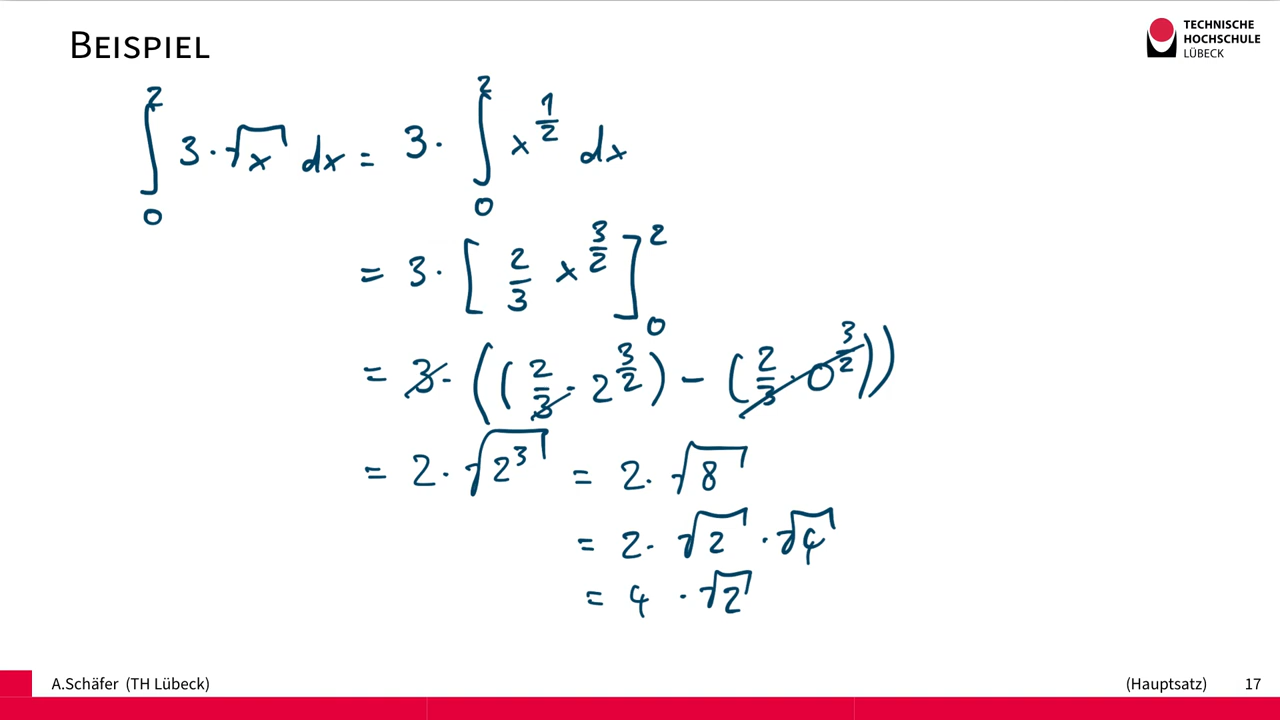 BEISPIEL
TECHNISCHE
HOCHSCHULE
LÜBECK
∫₀² 3·√x dx = 3· ∫₀² x^(1/2) dx
= 3· [ 2/3 x^(3/2) ]₀²
= 3· ((2/3 · 2^(3/2)) − (2/3 · 0^(3/2)))
= 2· √(2³) = 2· √8
= 2· √2 · √4
= 4 · √2
A.Schäfer (TH Lübeck) (Hauptsatz) 17